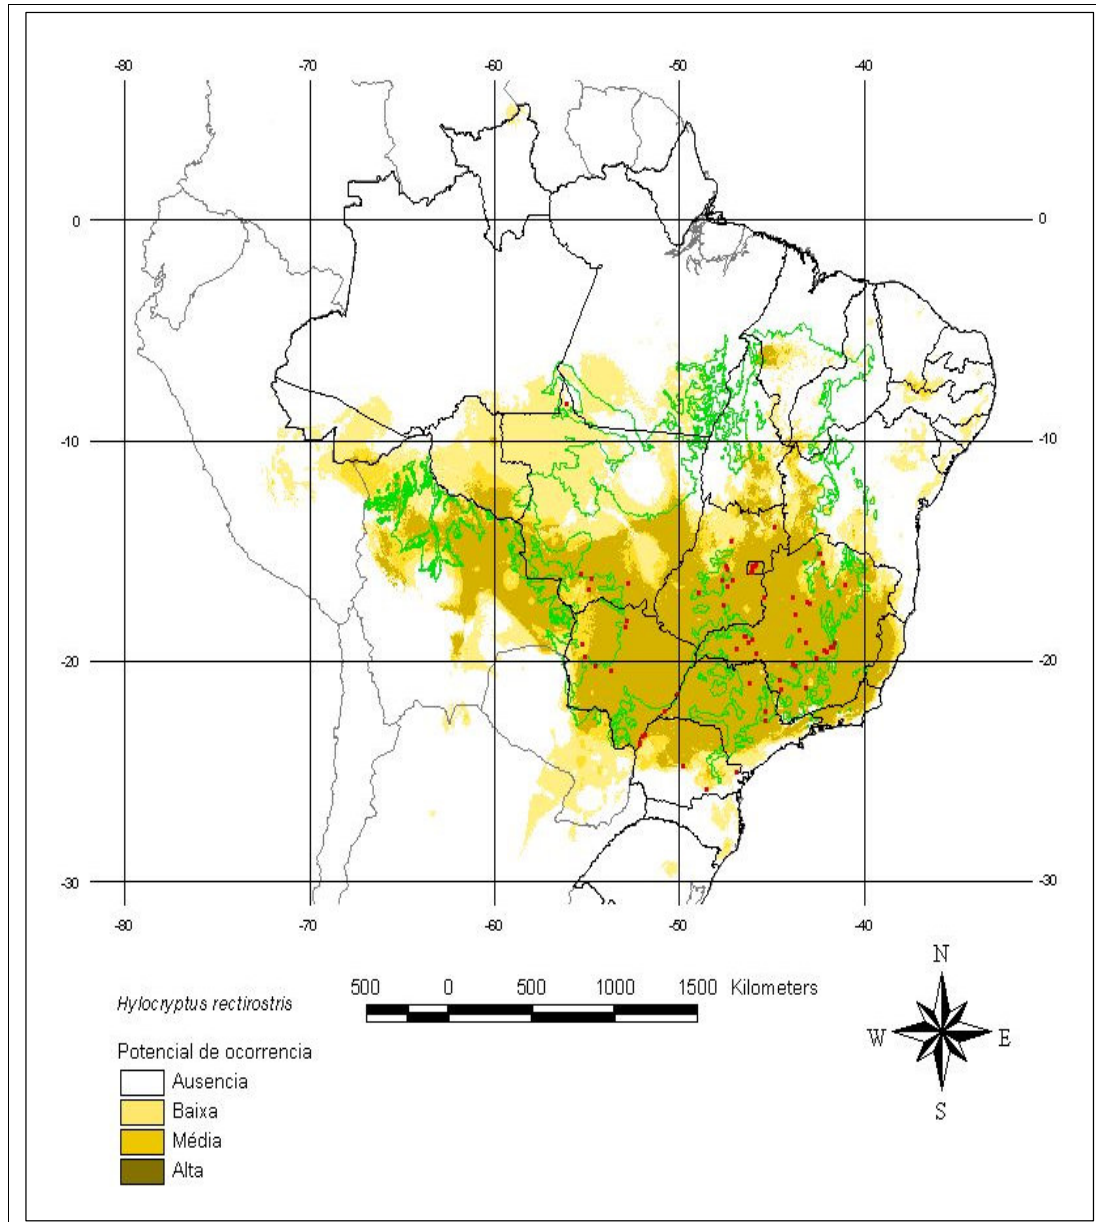 -80 -70 -60 -50 -40
0 0
-10 -10
-20 -20
-30 -30
-80 -70 -60 -50 -40
N
W E
S
500 0 500 1000 1500 Kilometers
Hylocryptus rectirostris
Potencial de ocorrencia
Ausencia
Baixa
Média
Alta